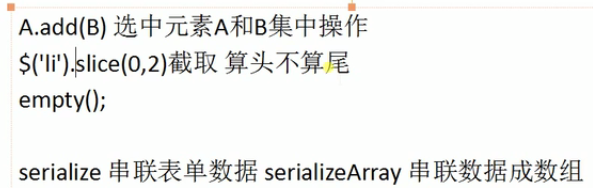 A.add(B) 选中元素A和B集中操作
$('li').slice(0,2)截取 算头不算尾
empty();
serialize 串联表单数据 serializeArray 串联数据成数组